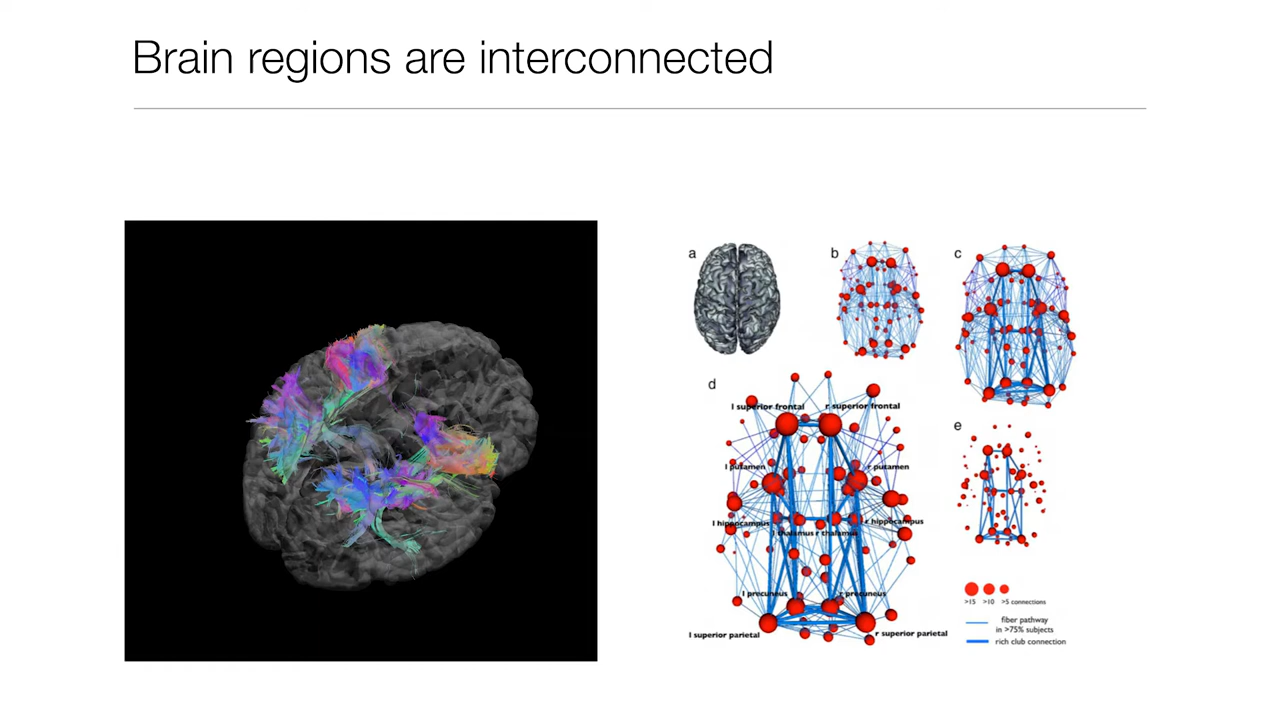 Brain regions are interconnected
a
b
c
d
l superior frontal
r superior frontal
l putamen
r putamen
l hippocampus
r hippocampus
l thalamus r thalamus
l precuneus
r precuneus
l superior parietal
r superior parietal
e
>15 >10 >5 connections
fiber pathway
in >75% subjects
rich club connection